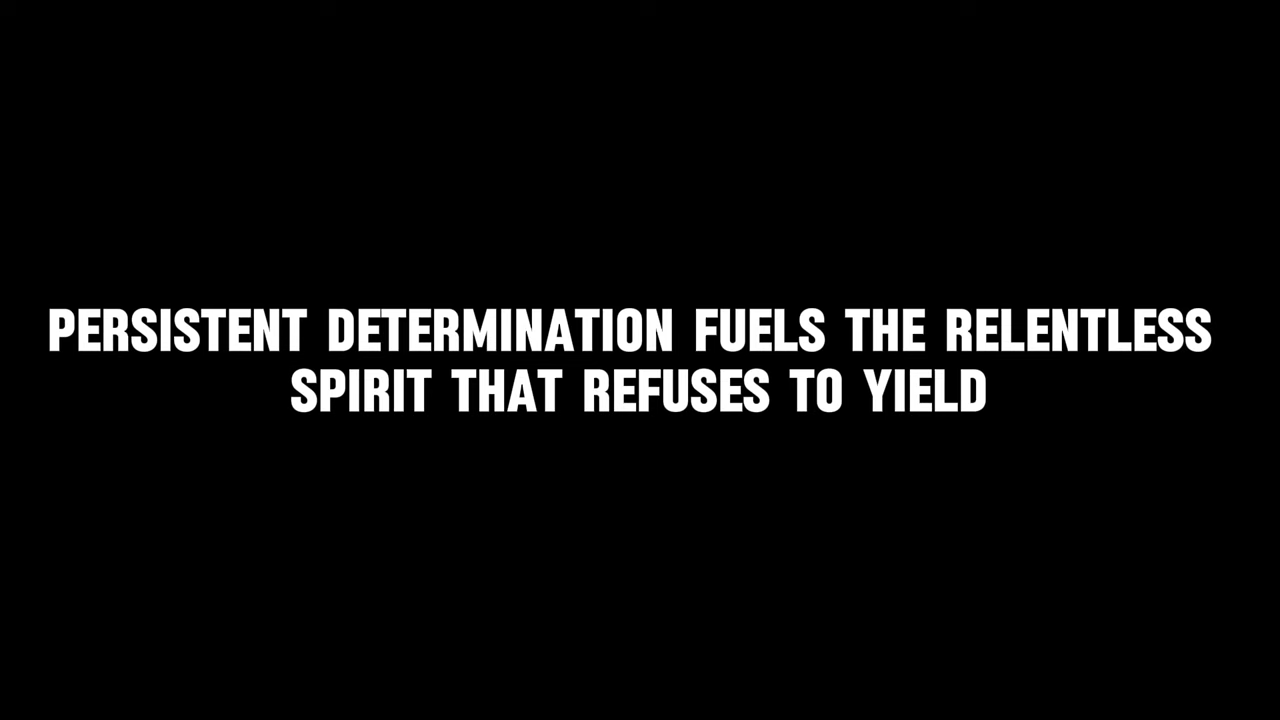 PERSISTENT DETERMINATION FUELS THE RELENTLESS
SPIRIT THAT REFUSES TO YIELD